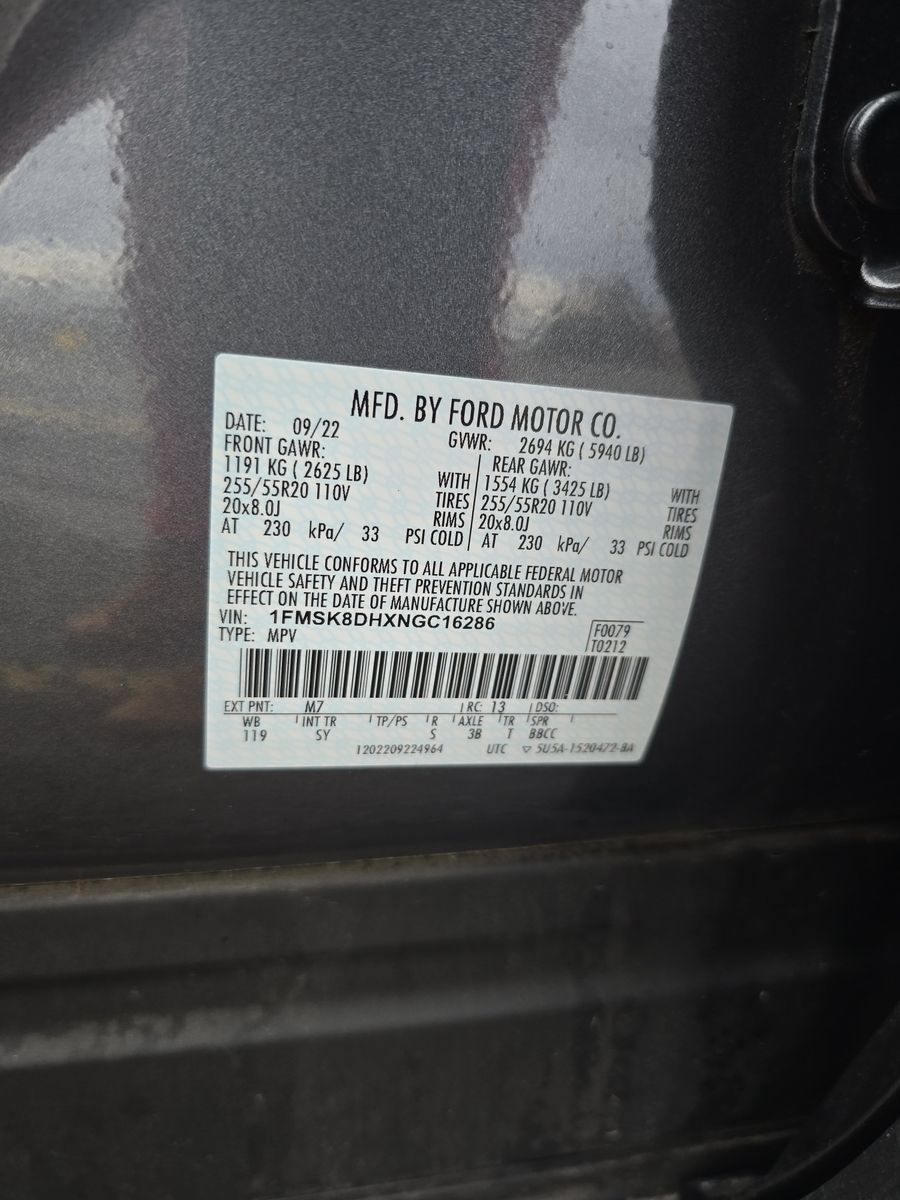 MFD. BY FORD MOTOR CO.
DATE: 09/22 GVWR: 2694 KG ( 5940 LB)
FRONT GAWR: REAR GAWR:
1191 KG ( 2625 LB) WITH 1554 KG ( 3425 LB) WITH
255/55R20 110V TIRES 255/55R20 110V TIRES
20x8.0J RIMS 20x8.0J RIMS
AT 230 kPa/ 33 PSI COLD AT 230 kPa/ 33 PSI COLD
THIS VEHICLE CONFORMS TO ALL APPLICABLE FEDERAL MOTOR
VEHICLE SAFETY AND THEFT PREVENTION STANDARDS IN
EFFECT ON THE DATE OF MANUFACTURE SHOWN ABOVE.
VIN: 1FMSK8DHXNGC16286
TYPE: MPV
F0079
T0212
EXT PNT: M7 RC: 13 DSO:
WB INT TR TP/PS R AXLE TR SPR
119 SY S 3B T BBCC
1202209224964 UTC ▽ 5U5A-1520472-BA